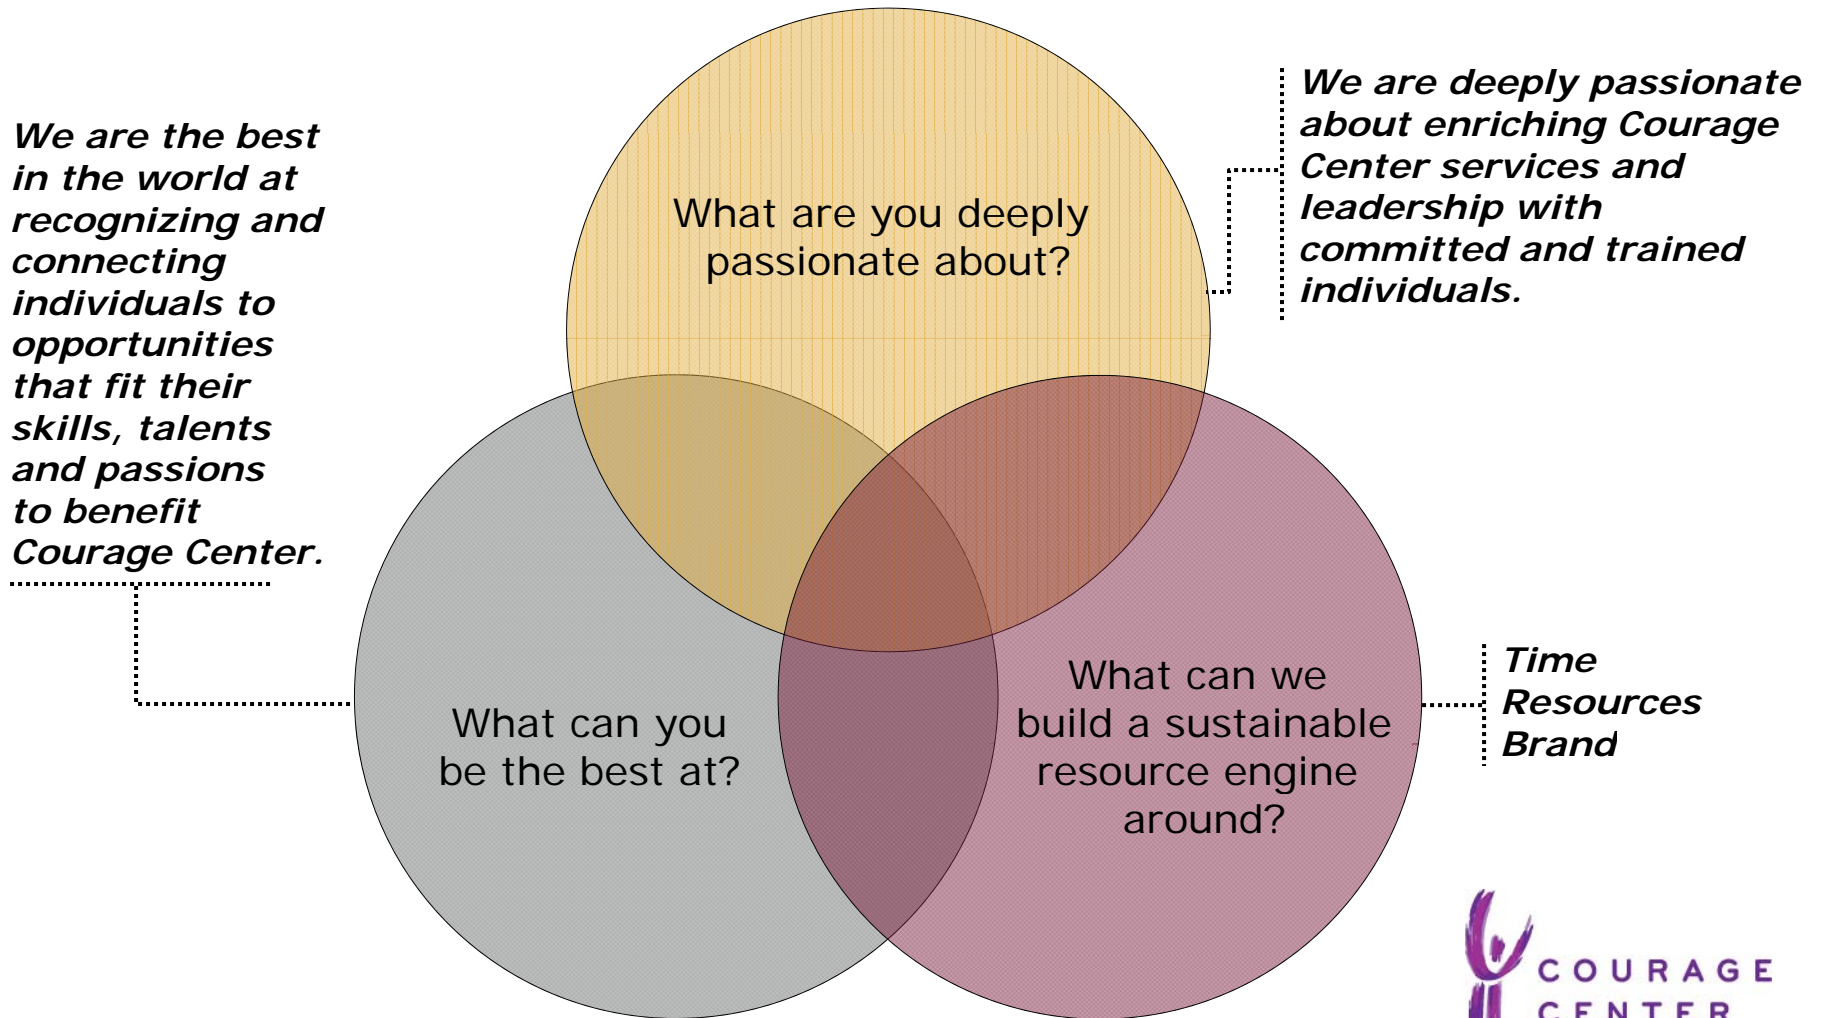 We are the best
in the world at
recognizing and
connecting
individuals to
opportunities
that fit their
skills, talents
and passions
to benefit
Courage Center.
What are you deeply
passionate about?
We are deeply passionate
about enriching Courage
Center services and
leadership with
committed and trained
individuals.
What can you
be the best at?
What can we
build a sustainable
resource engine
around?
Time
Resources
Brand
COURAGE
CENTER